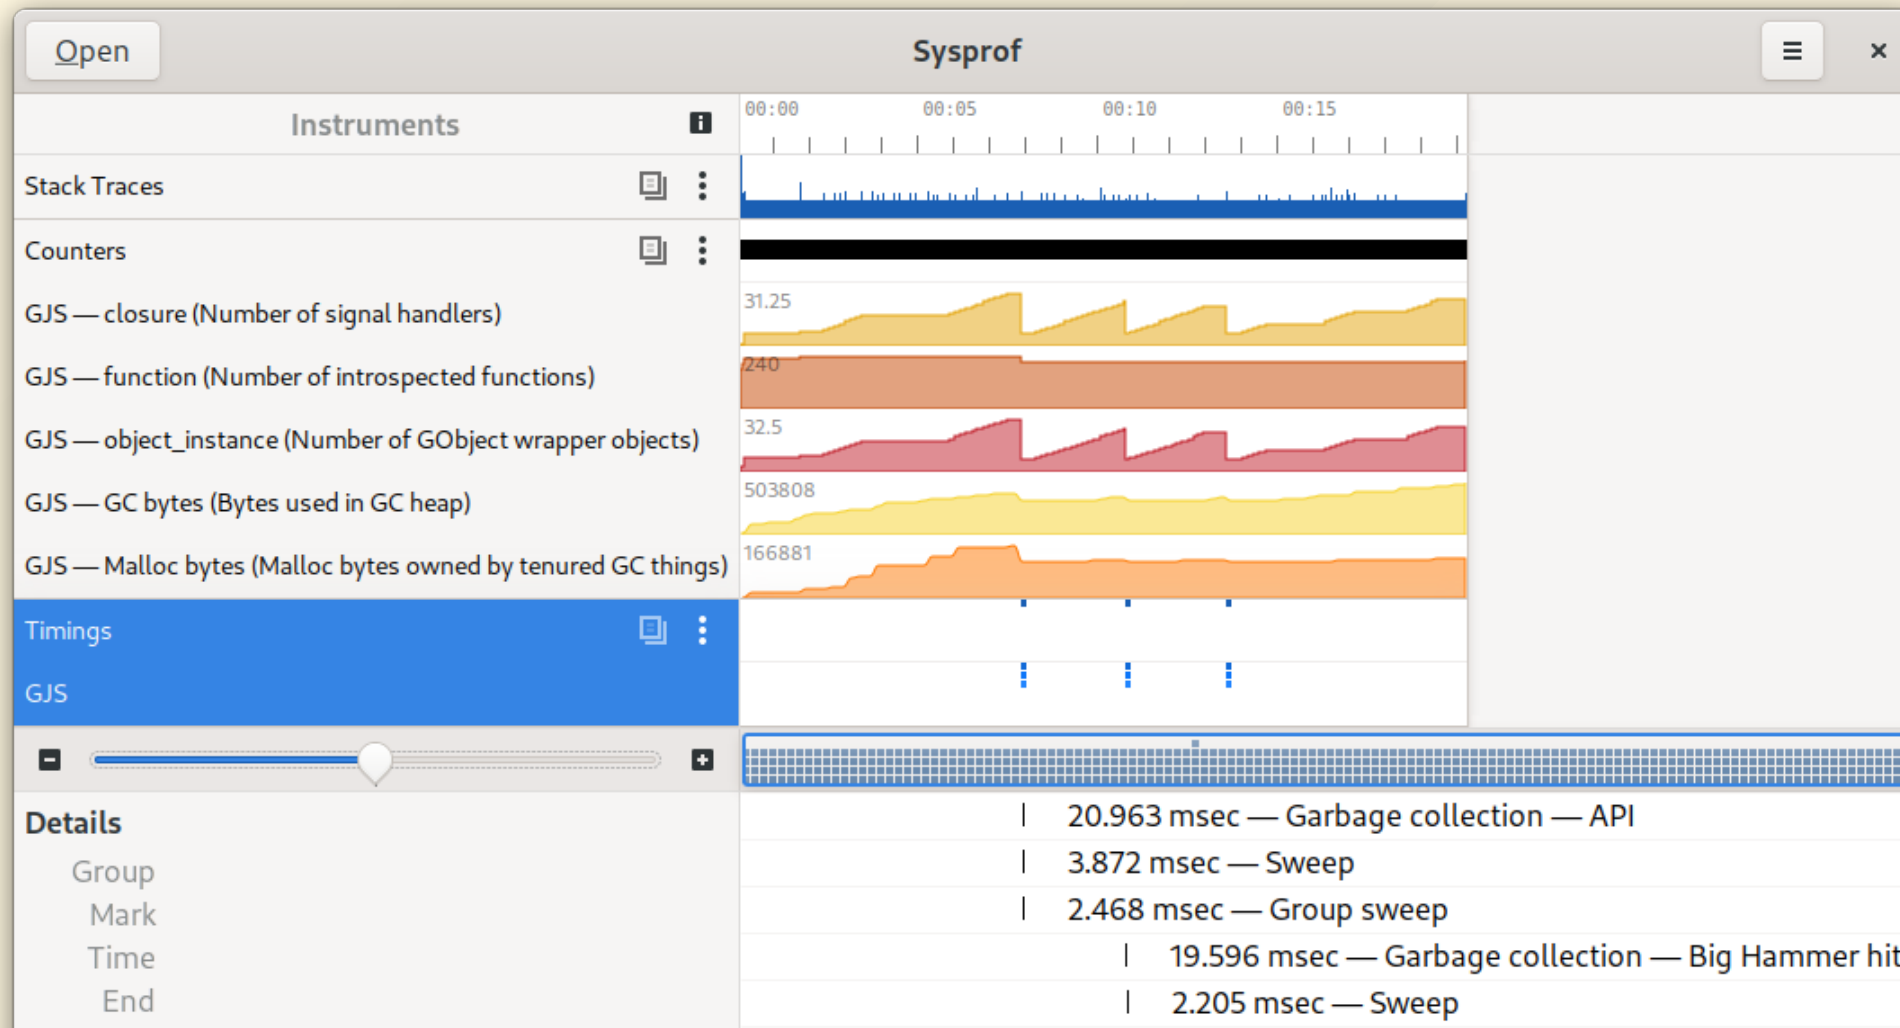 Open
Sysprof
Instruments
00:00 00:05 00:10 00:15
Stack Traces
Counters
GJS — closure (Number of signal handlers)
31.25
GJS — function (Number of introspected functions)
240
GJS — object_instance (Number of GObject wrapper objects)
32.5
GJS — GC bytes (Bytes used in GC heap)
503808
GJS — Malloc bytes (Malloc bytes owned by tenured GC things)
166881
Timings
GJS
Details
Group
Mark
Time
End
20.963 msec — Garbage collection — API
3.872 msec — Sweep
2.468 msec — Group sweep
19.596 msec — Garbage collection — Big Hammer hit
2.205 msec — Sweep